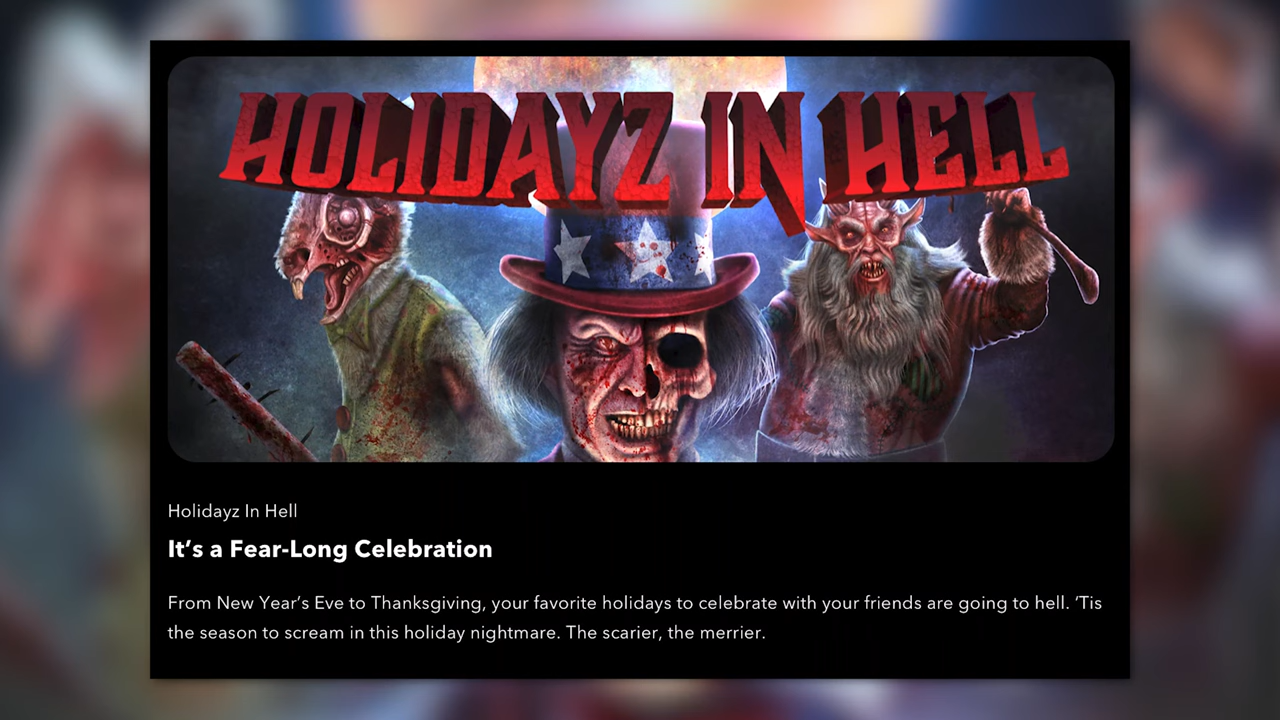 HOLIDAYZ IN HELL
Holidayz In Hell
It’s a Fear-Long Celebration
From New Year’s Eve to Thanksgiving, your favorite holidays to celebrate with your friends are going to hell. ‘Tis
the season to scream in this holiday nightmare. The scarier, the merrier.